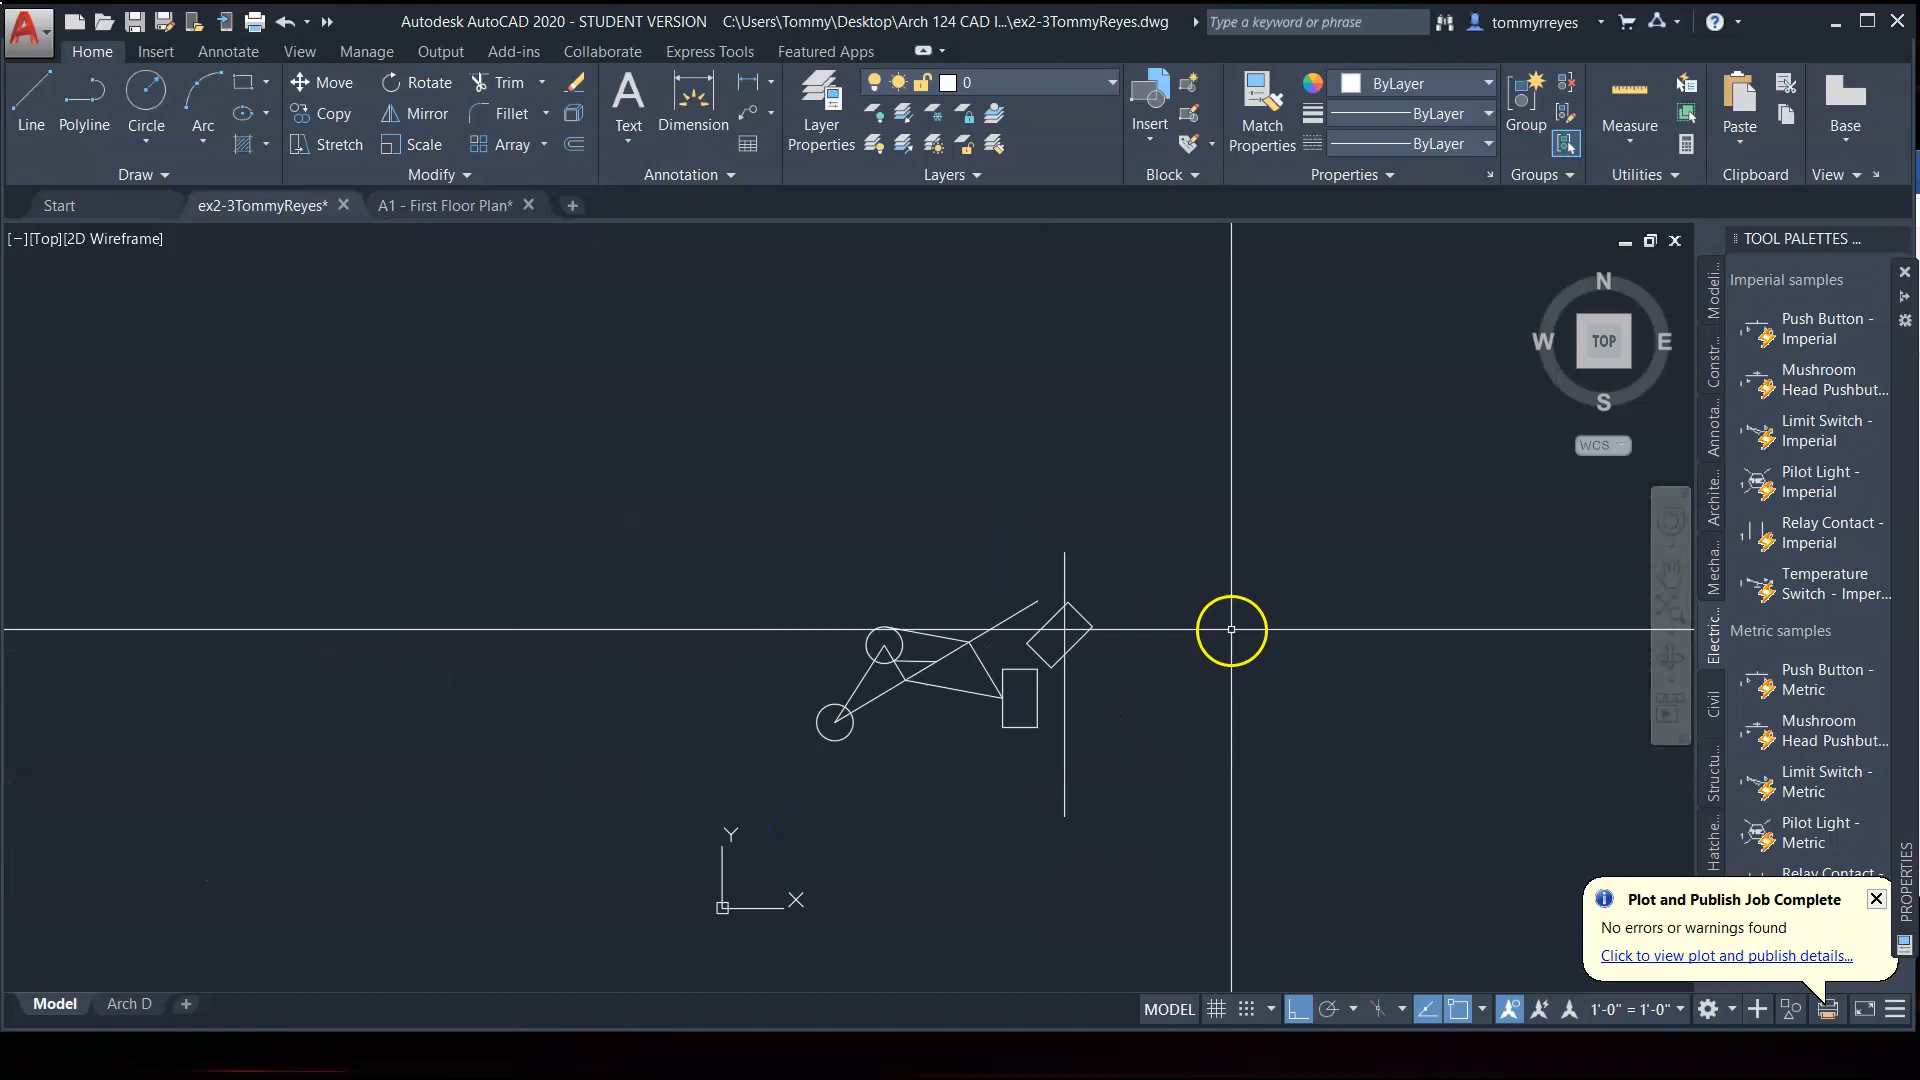 Autodesk AutoCAD 2020 - STUDENT VERSION C:\Users\Tommy\Desktop\Arch 124 CAD I...\ex2-3TommyReyes.dwg Type a keyword or phrase tommyrreyes
Home Insert Annotate View Manage Output Add-ins Collaborate Express Tools Featured Apps
Line Polyline Circle Arc
Move Rotate Trim
Copy Mirror Fillet
Stretch Scale Array
Text Dimension
Layer Properties
0
Insert
Match Properties
ByLayer
ByLayer
ByLayer
Group
Measure
Paste
Base
Draw Modify Annotation Layers Block Properties Groups Utilities Clipboard View
Start ex2-3TommyReyes* A1 - First Floor Plan*
[−][Top][2D Wireframe]
N
W TOP E
S
WCS
Y
X
TOOL PALETTES ...
Modeli...
Constr...
Annota...
Archite...
Mecha...
Electric...
Civil
Structu...
Hatche...
Imperial samples
Push Button -
Imperial
Mushroom
Head Pushbut...
Limit Switch -
Imperial
Pilot Light -
Imperial
Relay Contact -
Imperial
Temperature
Switch - Imper...
Metric samples
Push Button -
Metric
Mushroom
Head Pushbut...
Limit Switch -
Metric
Pilot Light -
Metric
Relay Contact -
PROPERTIES
Plot and Publish Job Complete
No errors or warnings found
Click to view plot and publish details...
Model Arch D
MODEL 1'-0" = 1'-0"